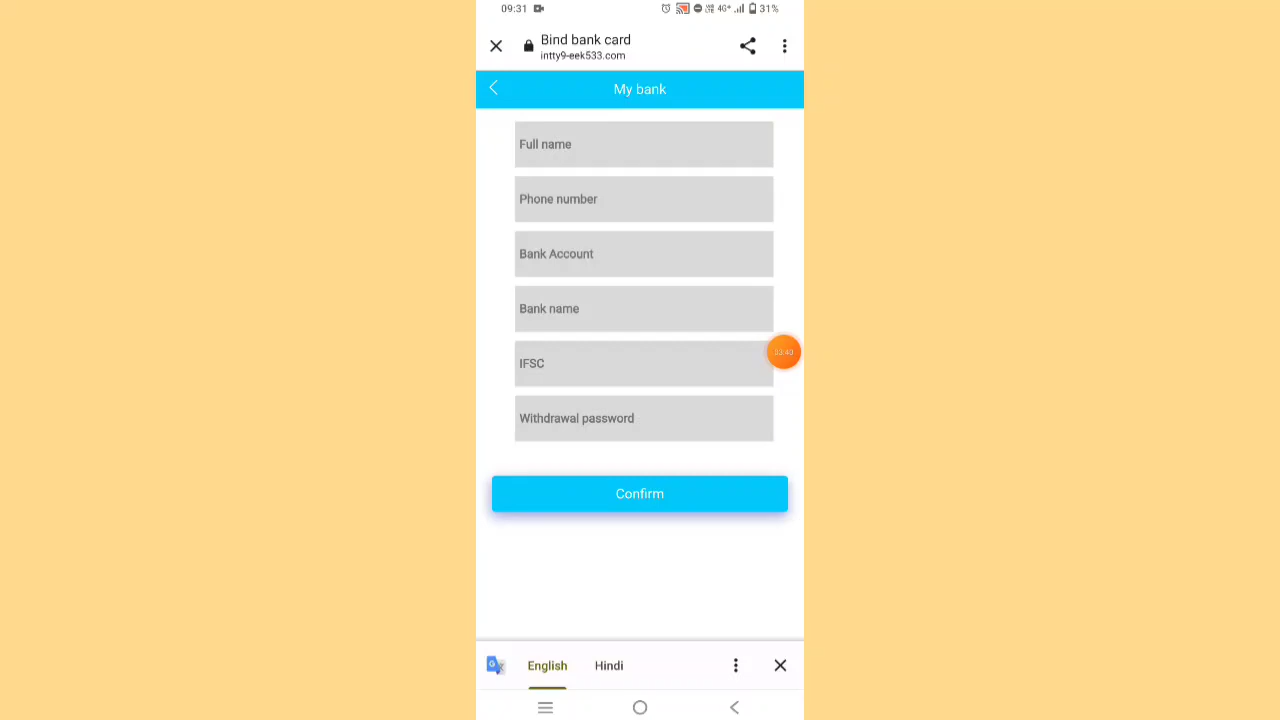 09:31 4G+ 31%
Bind bank card
intty9-eek533.com
My bank
Full name
Phone number
Bank Account
Bank name
IFSC
Withdrawal password
Confirm
English Hindi